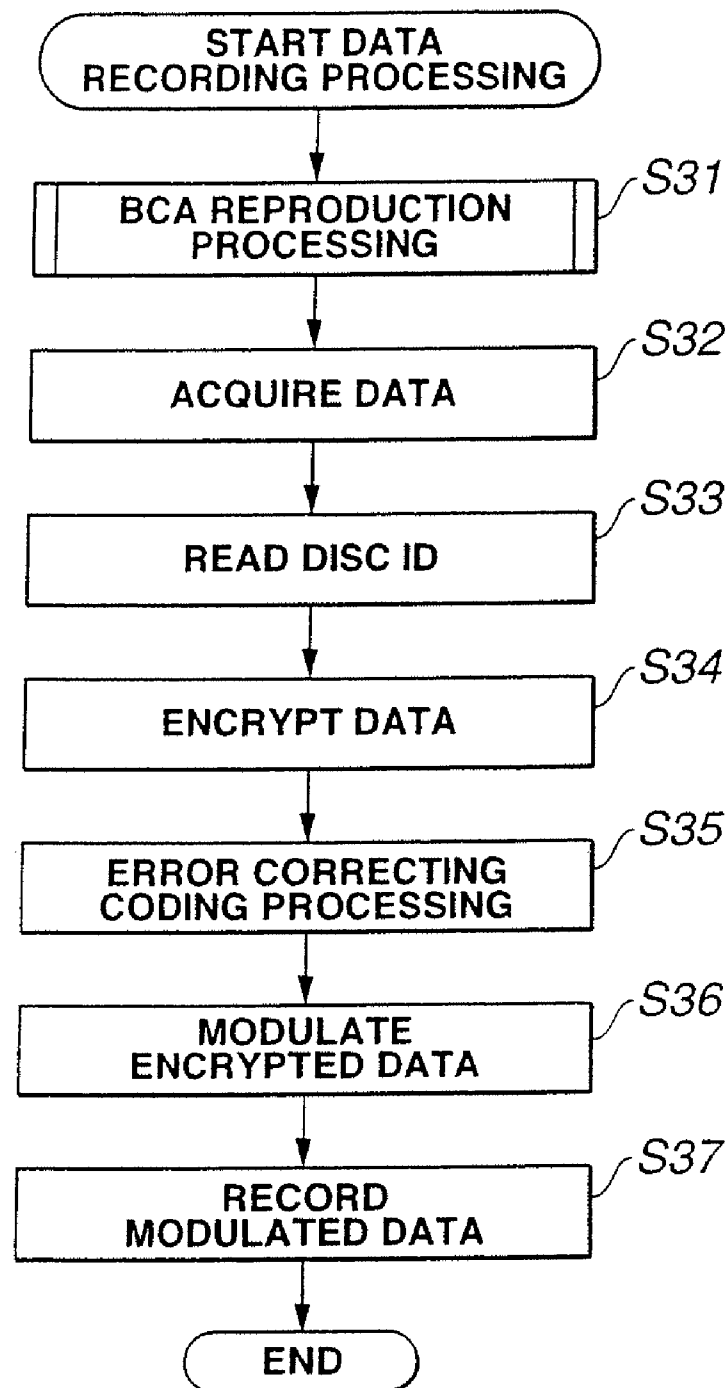 START DATA
RECORDING PROCESSING
S31
BCA REPRODUCTION
PROCESSING
S32
ACQUIRE DATA
S33
READ DISC ID
S34
ENCRYPT DATA
S35
ERROR CORRECTING
CODING PROCESSING
S36
MODULATE
ENCRYPTED DATA
S37
RECORD
MODULATED DATA
END